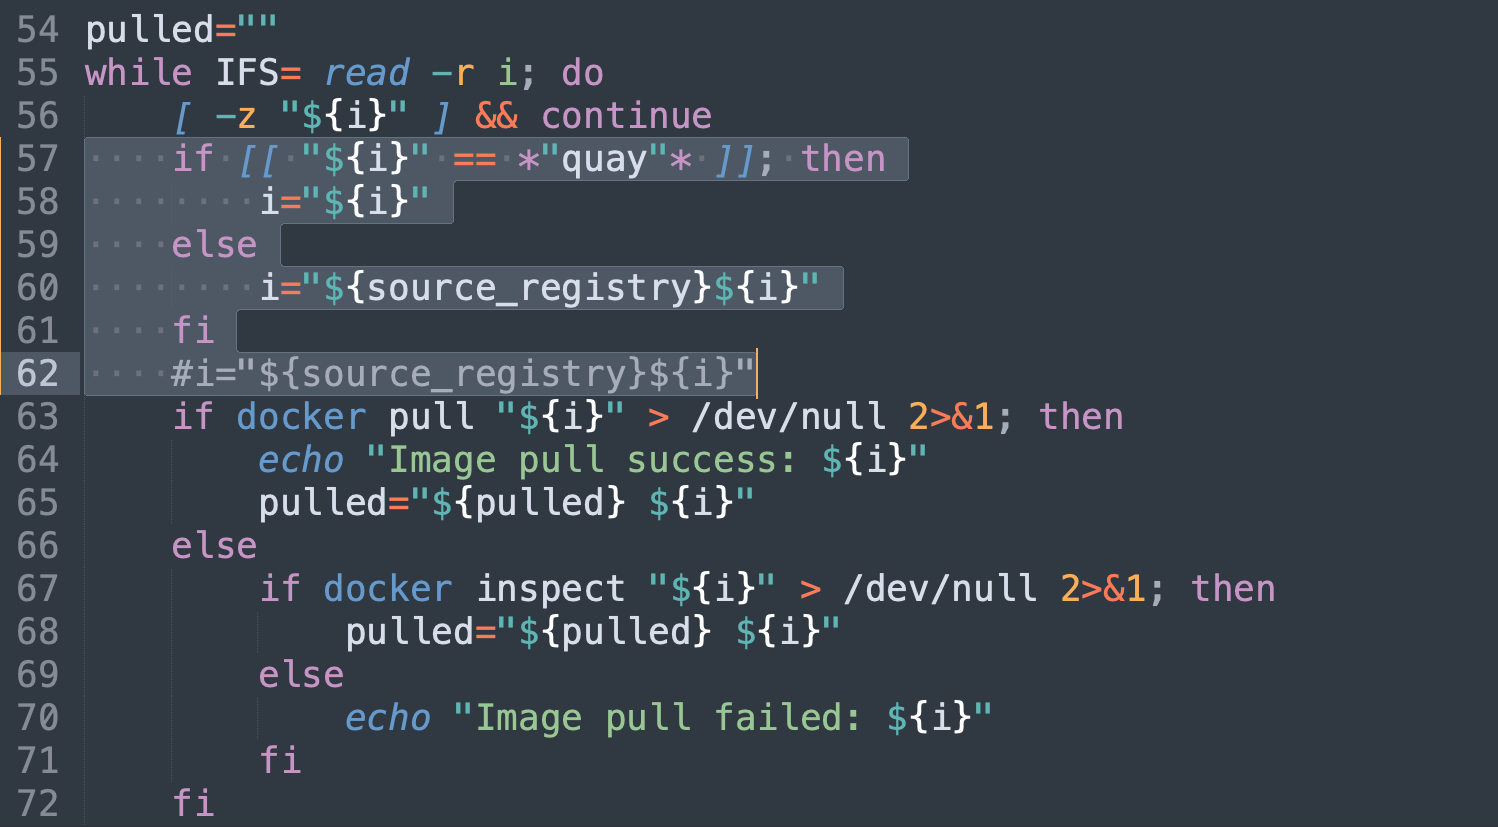 54 pulled=""
55 while IFS= read -r i; do
56     [ -z "${i}" ] && continue
57     if [[ "${i}" == *"quay"* ]]; then
58         i="${i}"
59     else
60         i="${source_registry}${i}"
61     fi
62     #i="${source_registry}${i}"
63     if docker pull "${i}" > /dev/null 2>&1; then
64         echo "Image pull success: ${i}"
65         pulled="${pulled} ${i}"
66     else
67         if docker inspect "${i}" > /dev/null 2>&1; then
68             pulled="${pulled} ${i}"
69         else
70             echo "Image pull failed: ${i}"
71         fi
72     fi